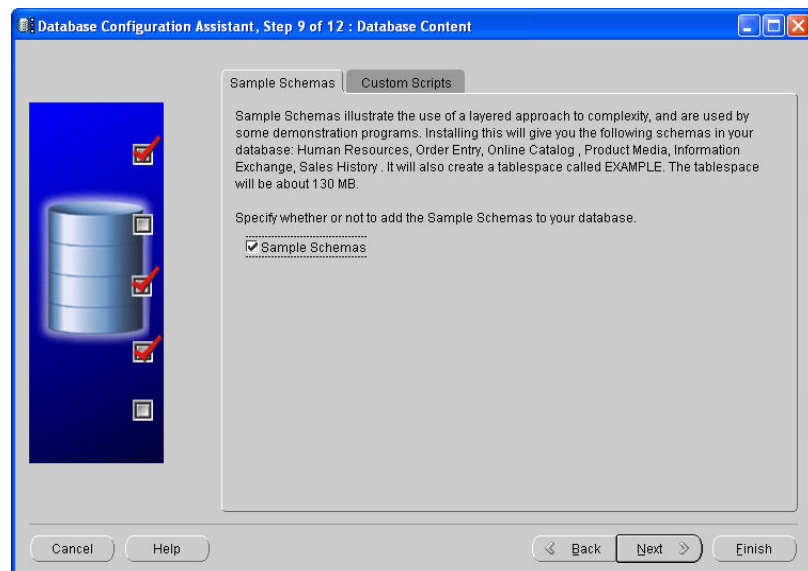 Database Configuration Assistant, Step 9 of 12 : Database Content
Sample Schemas
Custom Scripts
Sample Schemas illustrate the use of a layered approach to complexity, and are used by
some demonstration programs. Installing this will give you the following schemas in your
database: Human Resources, Order Entry, Online Catalog , Product Media, Information
Exchange, Sales History . It will also create a tablespace called EXAMPLE. The tablespace
will be about 130 MB.
Specify whether or not to add the Sample Schemas to your database.
Sample Schemas
Cancel
Help
Back
Next
Finish